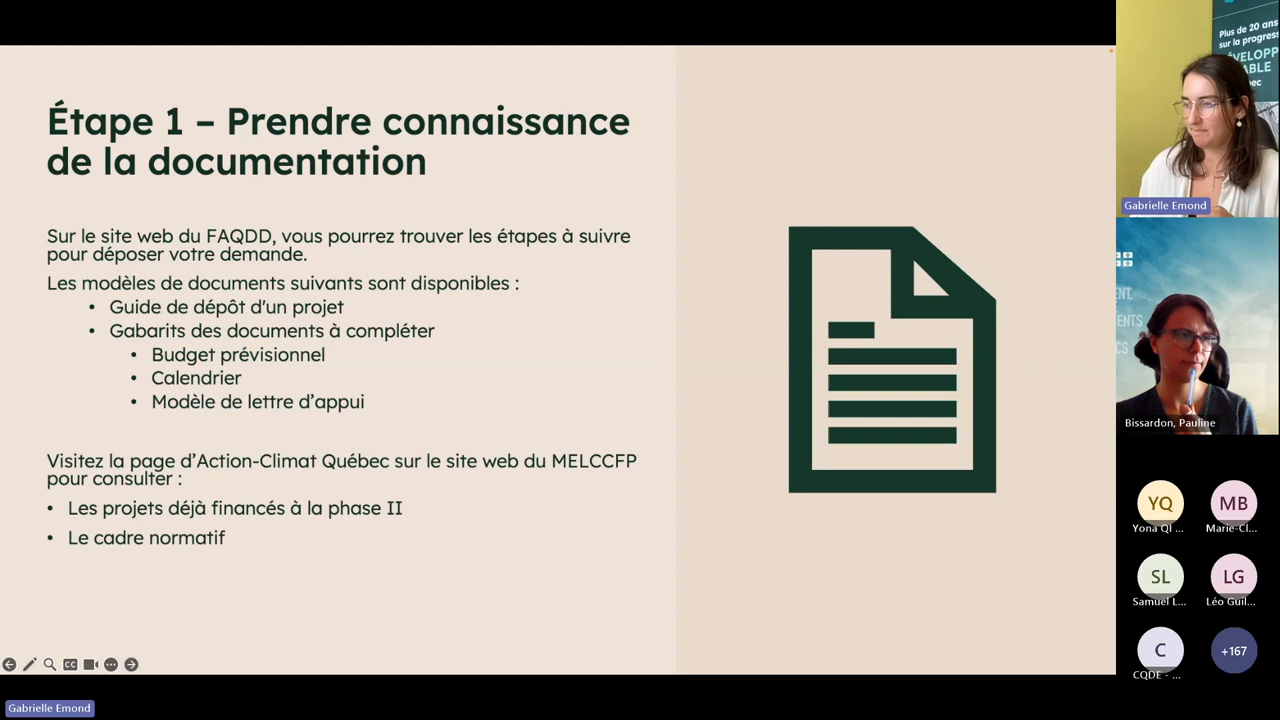 Étape 1 – Prendre connaissance
de la documentation
Sur le site web du FAQDD, vous pourrez trouver les étapes à suivre
pour déposer votre demande.
Les modèles de documents suivants sont disponibles :
• Guide de dépôt d'un projet
• Gabarits des documents à compléter
• Budget prévisionnel
• Calendrier
• Modèle de lettre d'appui
Visitez la page d'Action-Climat Québec sur le site web du MELCCFP
pour consulter :
• Les projets déjà financés à la phase II
• Le cadre normatif
CC
Gabrielle Emond
Plus de 20 ans
sur la progress
Gabrielle Emond
Bissardon, Pauline
YQ
MB
Yona QI ...
Marie-Cl...
SL
LG
Samuel L...
Léo Guil...
C
+167
CQDE - ...